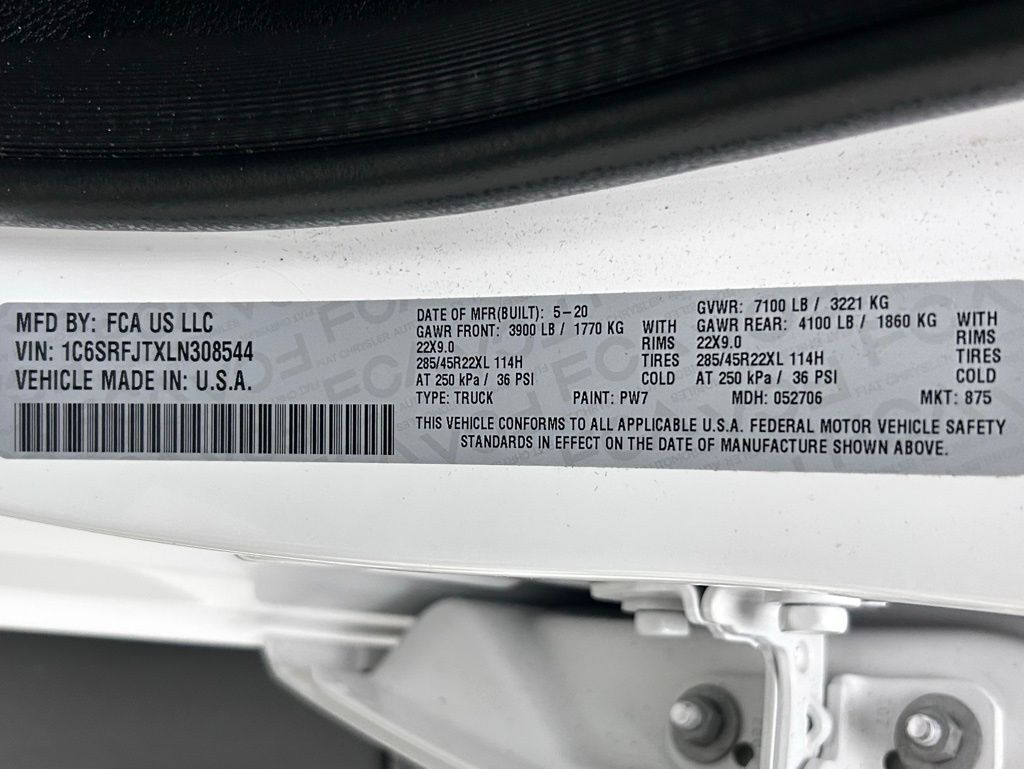 MFD BY: FCA US LLC
VIN: 1C6SRFJTXLN308544
VEHICLE MADE IN: U.S.A.
DATE OF MFR(BUILT): 5-20
GAWR FRONT: 3900 LB / 1770 KG WITH
22X9.0 RIMS
285/45R22XL 114H TIRES
AT 250 kPa / 36 PSI COLD
GVWR: 7100 LB / 3221 KG
GAWR REAR: 4100 LB / 1860 KG WITH
22X9.0 RIMS
285/45R22XL 114H TIRES
AT 250 kPa / 36 PSI COLD
TYPE: TRUCK PAINT: PW7 MDH: 052706 MKT: 875
THIS VEHICLE CONFORMS TO ALL APPLICABLE U.S.A. FEDERAL MOTOR VEHICLE SAFETY
STANDARDS IN EFFECT ON THE DATE OF MANUFACTURE SHOWN ABOVE.